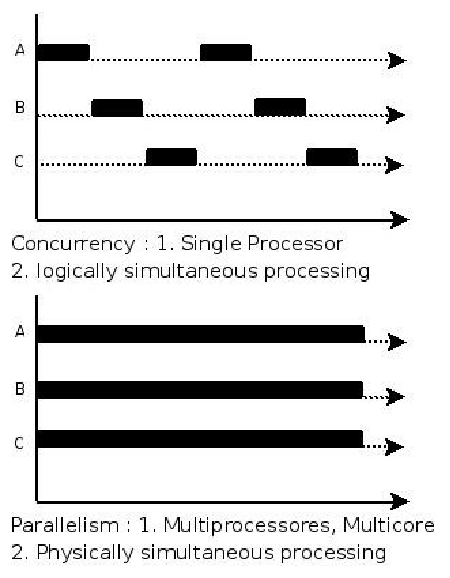 A
B
C
Concurrency : 1. Single Processor
2. logically simultaneous processing
A
B
C
Parallelism : 1. Multiprocessores, Multicore
2. Physically simultaneous processing